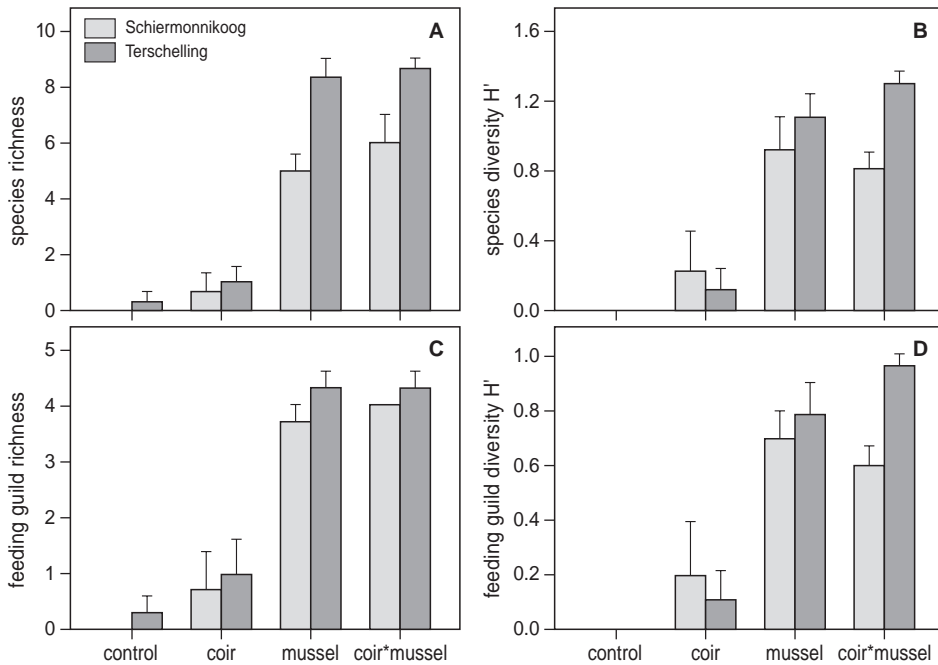 A
Schiermonnikoog
Terschelling
species richness
10
8
6
4
2
0
B
species diversity H'
1.6
1.2
0.8
0.4
0.0
C
feeding guild richness
5
4
3
2
1
0
control coir mussel coir*mussel
D
feeding guild diversity H'
1.0
0.8
0.6
0.4
0.2
0.0
control coir mussel coir*mussel